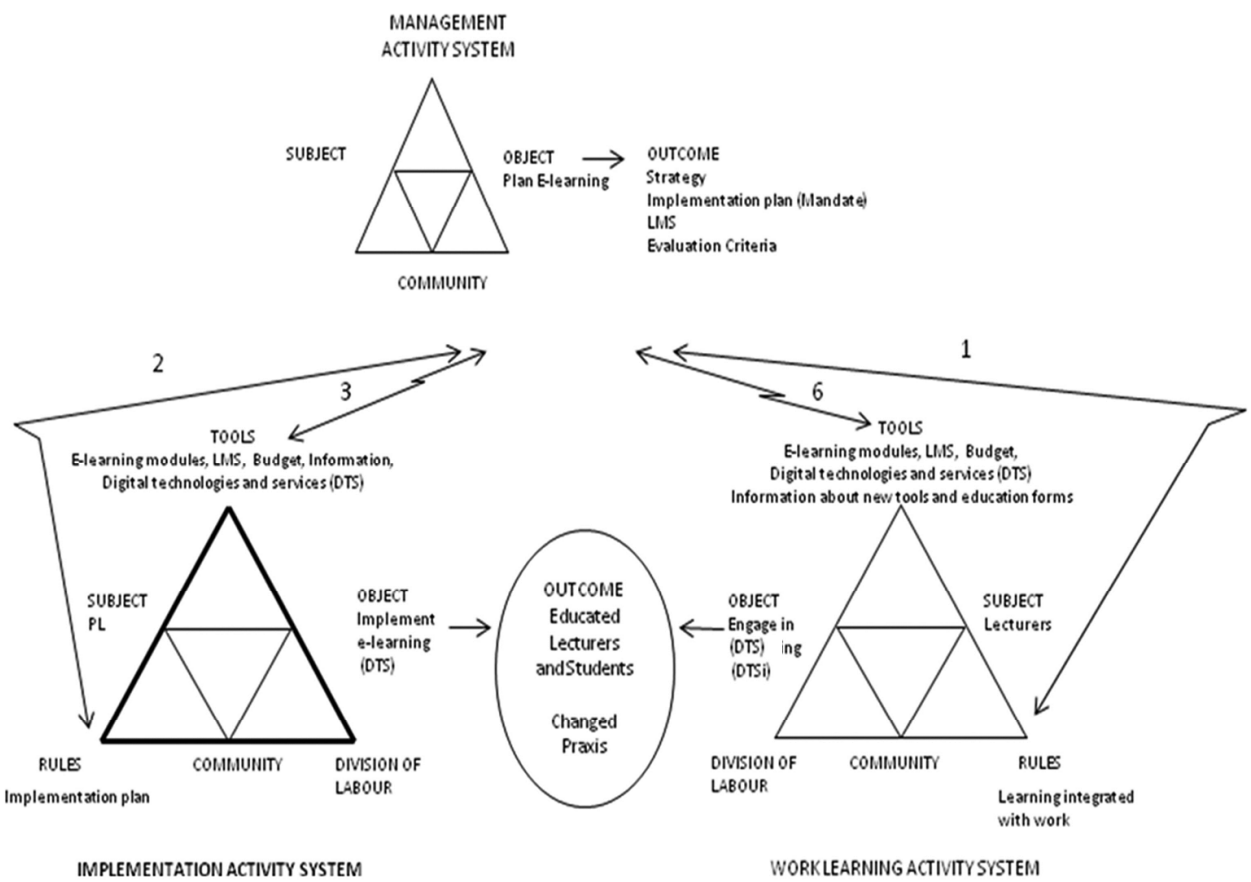 MANAGEMENT
ACTIVITY SYSTEM
SUBJECT
OBJECT
Plan E-learning
OUTCOME
Strategy
Implementation plan (Mandate)
LMS
Evaluation Criteria
COMMUNITY
2
3
1
6
TOOLS
E-learning modules, LMS, Budget, Information,
Digital technologies and services (DTS)
SUBJECT
PL
OBJECT
Implement
e-learning
(DTS)
RULES
Implementation plan
COMMUNITY
DIVISION OF
LABOUR
IMPLEMENTATION ACTIVITY SYSTEM
OUTCOME
Educated
Lecturers
and Students
Changed
Praxis
TOOLS
E-learning modules, LMS, Budget,
Digital technologies and services (DTS)
Information about new tools and education forms
OBJECT
Engage in
(DTS) ing
(DTSi)
SUBJECT
Lecturers
DIVISION OF
LABOUR
COMMUNITY
RULES
Learning integrated
with work
WORK LEARNING ACTIVITY SYSTEM